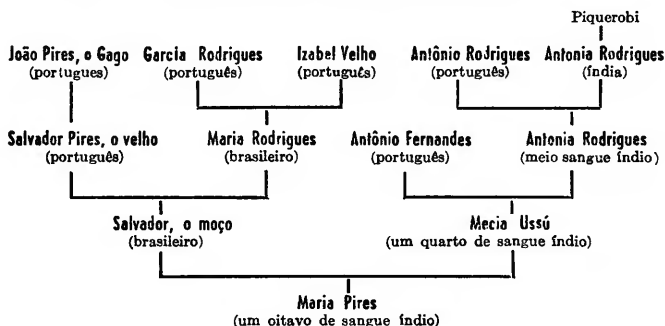 Piquerobi
João Pires, o Gago Garcia Rodrigues Izabel Velho Antônio Rodrigues Antonia Rodrigues
(portugues) (português) (português) (português) (índia)
Salvador Pires, o velho Maria Rodrigues Antônio Fernandes Antonia Rodrigues
(português) (brasileiro) (português) (meio sangue índio)
Salvador, o moço Mecia Ussú
(brasileiro) (um quarto de sangue índio)
Maria Pires
(um oitavo de sangue índio)